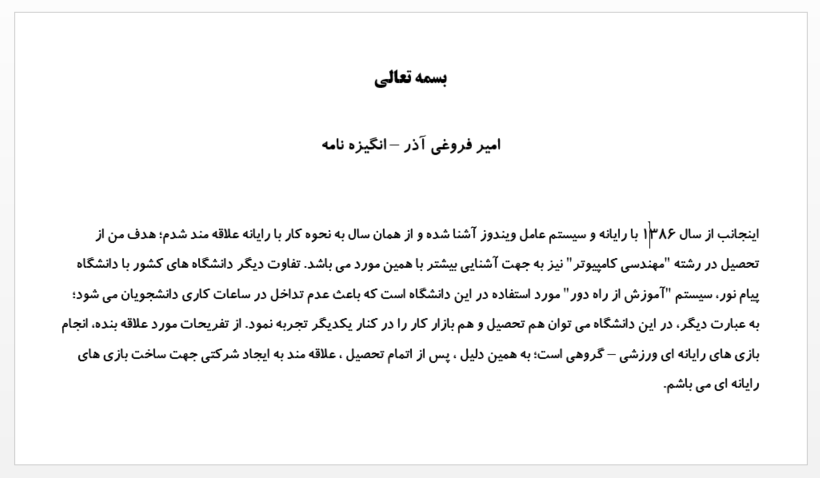 بسمه تعالی
امیر فروغی آذر – انگیزه نامه
اینجانب از سال ۱۳۸۶ با رایانه و سیستم عامل ویندوز آشنا شده و از همان سال به نحوه کار با رایانه علاقه مند شدم؛ هدف من از
تحصیل در رشته "مهندسی کامپیوتر" نیز به جهت آشنایی بیشتر با همین مورد می باشد. تفاوت دیگر دانشگاه های کشور با دانشگاه
پیام نور، سیستم "آموزش از راه دور" مورد استفاده در این دانشگاه است که باعث عدم تداخل در ساعات کاری دانشجویان می شود؛
به عبارت دیگر، در این دانشگاه می توان هم تحصیل و هم بازار کار را در کنار یکدیگر تجربه نمود. از تفریحات مورد علاقه بنده، انجام
بازی های رایانه ای ورزشی – گروهی است؛ به همین دلیل ، پس از اتمام تحصیل ، علاقه مند به ایجاد شرکتی جهت ساخت بازی های
رایانه ای می باشم.